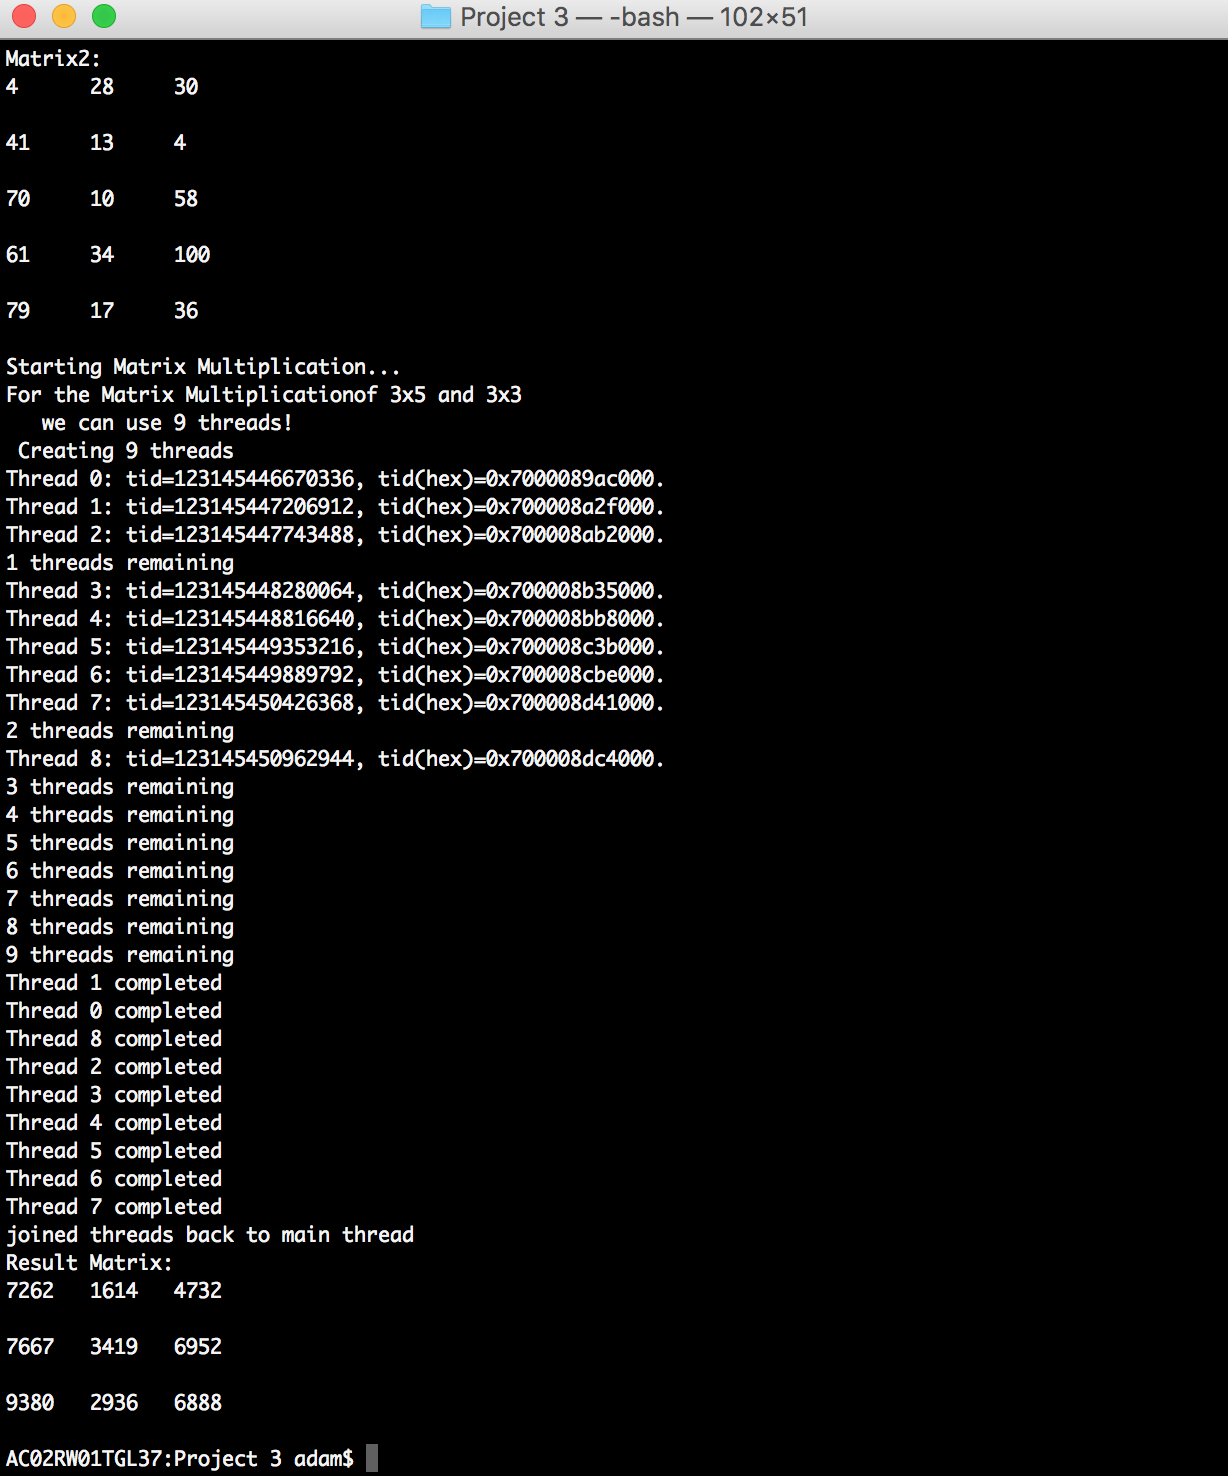 Project 3 — -bash — 102×51
Matrix2:
4 28 30
41 13 4
70 10 58
61 34 100
79 17 36
Starting Matrix Multiplication...
For the Matrix Multiplicationof 3x5 and 3x3
we can use 9 threads!
Creating 9 threads
Thread 0: tid=123145446670336, tid(hex)=0x7000089ac000.
Thread 1: tid=123145447206912, tid(hex)=0x700008a2f000.
Thread 2: tid=123145447743488, tid(hex)=0x700008ab2000.
1 threads remaining
Thread 3: tid=123145448280064, tid(hex)=0x700008b35000.
Thread 4: tid=123145448816640, tid(hex)=0x700008bb8000.
Thread 5: tid=123145449353216, tid(hex)=0x700008c3b000.
Thread 6: tid=123145449889792, tid(hex)=0x700008cbe000.
Thread 7: tid=123145450426368, tid(hex)=0x700008d41000.
2 threads remaining
Thread 8: tid=123145450962944, tid(hex)=0x700008dc4000.
3 threads remaining
4 threads remaining
5 threads remaining
6 threads remaining
7 threads remaining
8 threads remaining
9 threads remaining
Thread 1 completed
Thread 0 completed
Thread 8 completed
Thread 2 completed
Thread 3 completed
Thread 4 completed
Thread 5 completed
Thread 6 completed
Thread 7 completed
joined threads back to main thread
Result Matrix:
7262 1614 4732
7667 3419 6952
9380 2936 6888
AC02RW01TGL37:Project 3 adam$